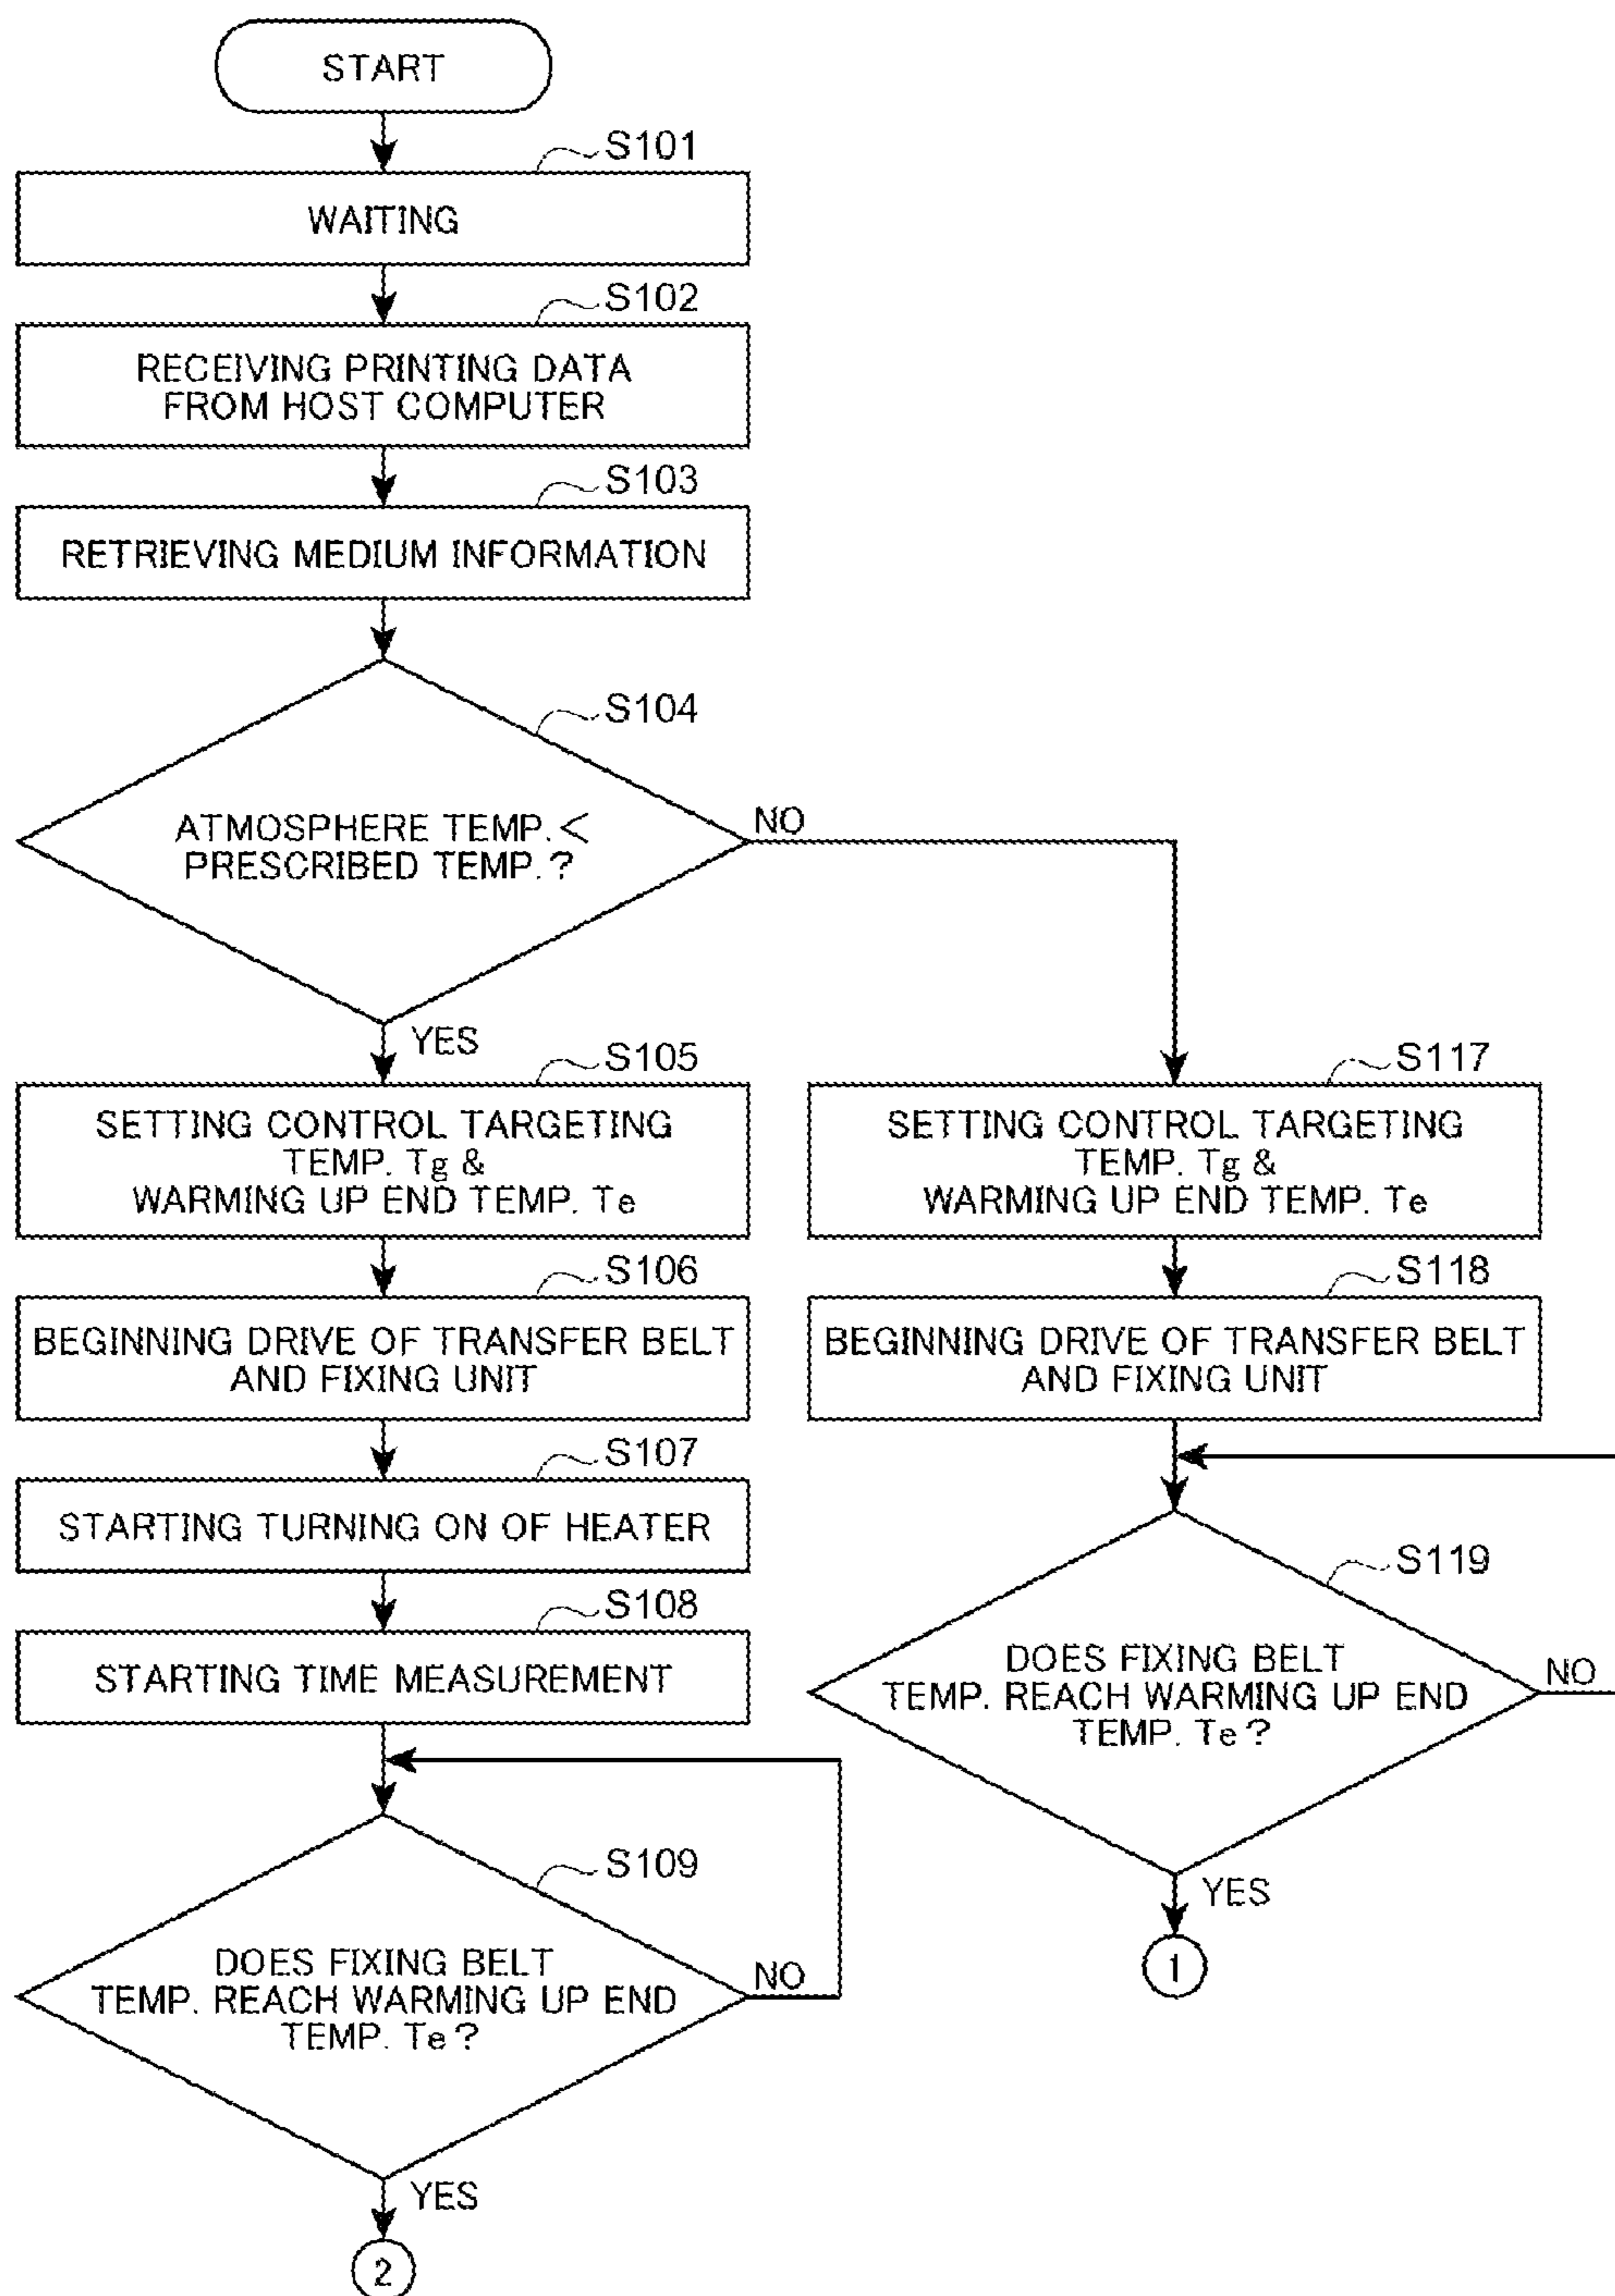 START
S101
WAITING
S102
RECEIVING PRINTING DATA
FROM HOST COMPUTER
S103
RETRIEVING MEDIUM INFORMATION
S104
ATMOSPHERE TEMP. <
PRESCRIBED TEMP. ?
NO
YES
S105
SETTING CONTROL TARGETING
TEMP. Tg &
WARMING UP END TEMP. Te
S106
BEGINNING DRIVE OF TRANSFER BELT
AND FIXING UNIT
S107
STARTING TURNING ON OF HEATER
S108
STARTING TIME MEASUREMENT
S109
DOES FIXING BELT
TEMP. REACH WARMING UP END
TEMP. Te ?
NO
YES
2
S117
SETTING CONTROL TARGETING
TEMP. Tg &
WARMING UP END TEMP. Te
S118
BEGINNING DRIVE OF TRANSFER BELT
AND FIXING UNIT
S119
DOES FIXING BELT
TEMP. REACH WARMING UP END
TEMP. Te ?
NO
YES
1